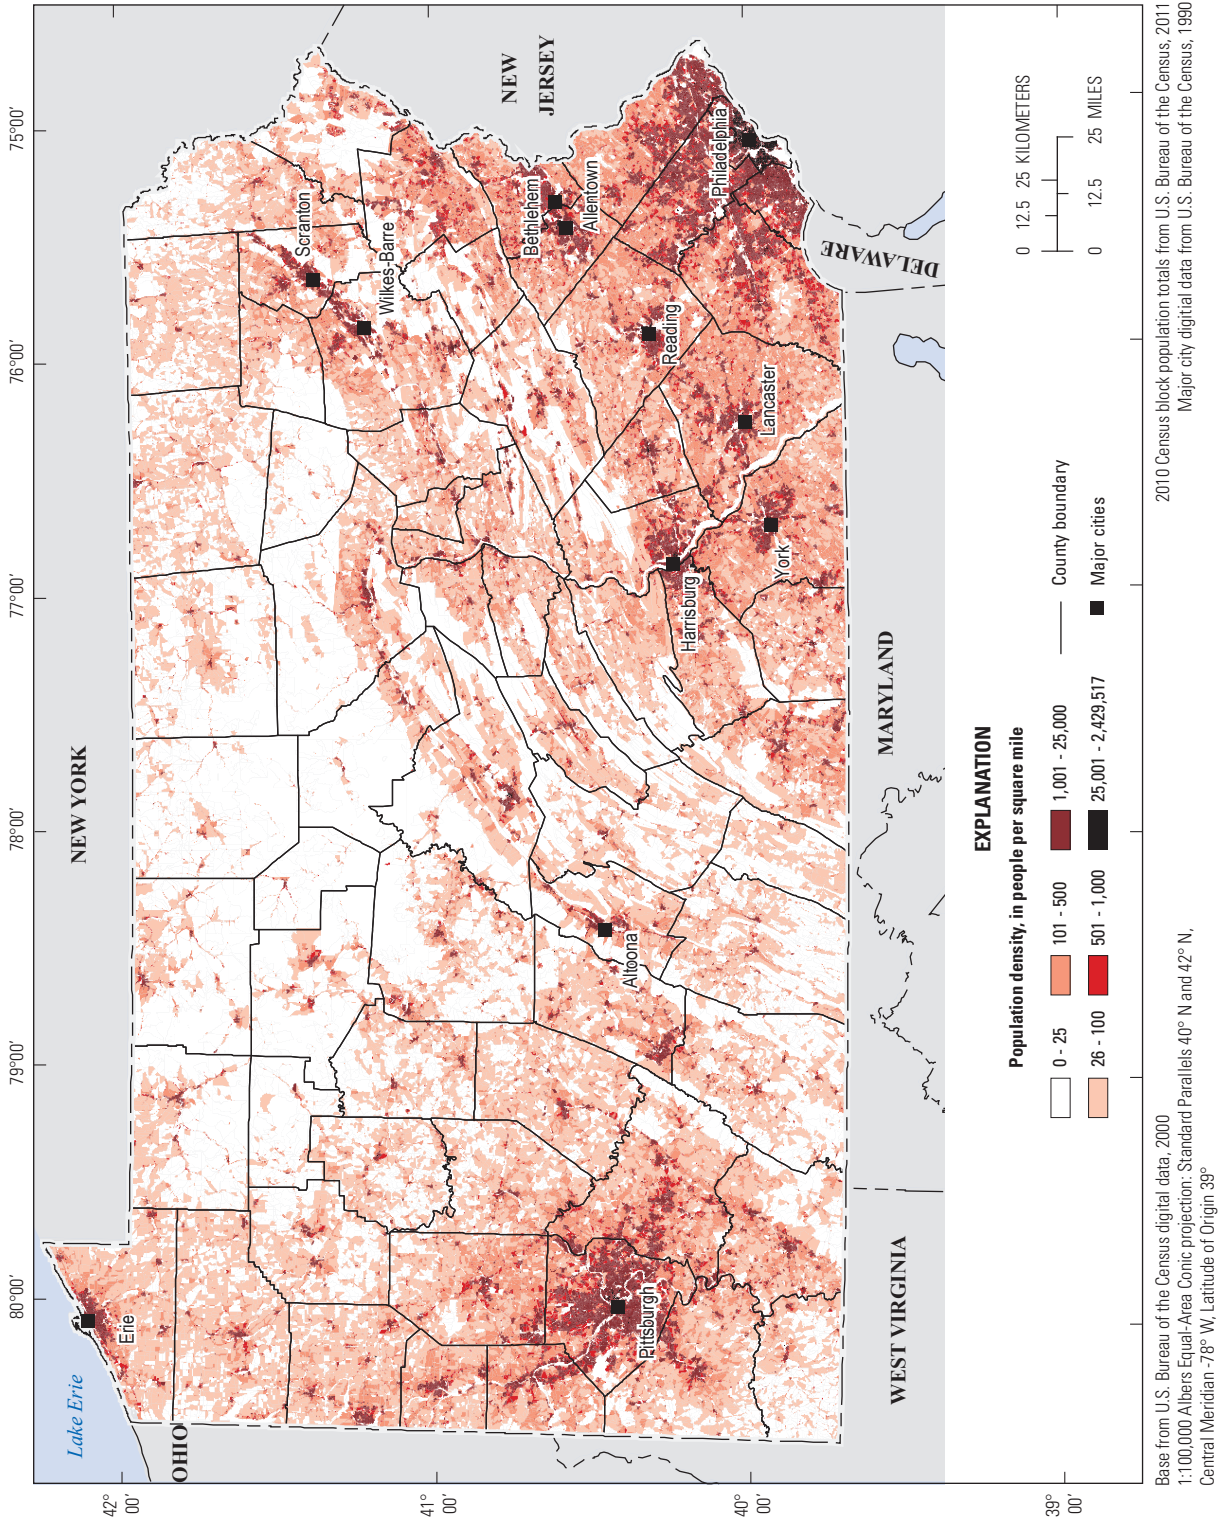 80°00'
79°00'
78°00'
77°00'
76°00'
75°00'
42°
00'
41°
00'
40°
00'
39°
00'
Lake Erie
OHIO
NEW YORK
NEW
JERSEY
DELAWARE
MARYLAND
WEST VIRGINIA
Erie
Pittsburgh
Altoona
Harrisburg
York
Lancaster
Reading
Philadelphia
Allentown
Bethlehem
Wilkes-Barre
Scranton
EXPLANATION
Population density, in people per square mile
0 - 25
26 - 100
101 - 500
501 - 1,000
1,001 - 25,000
25,001 - 2,429,517
County boundary
Major cities
0 12.5 25 KILOMETERS
0 12.5 25 MILES
Base from U.S. Bureau of the Census digital data, 2000
1:100,000 Albers Equal-Area Conic projection: Standard Parallels 40° N and 42° N,
Central Meridian -78° W, Latitude of Origin 39°
2010 Census block population totals from U.S. Bureau of the Census, 2011
Major city digital data from U.S. Bureau of the Census, 1990